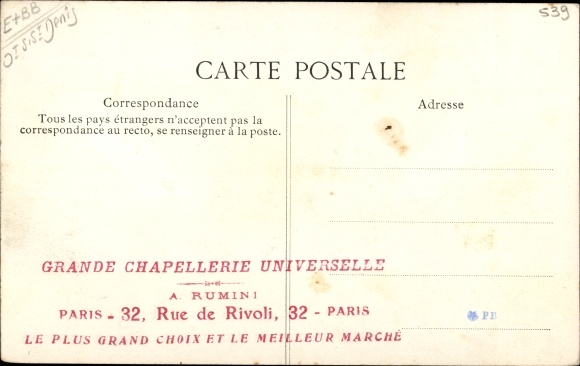 E+BB
539
CARTE POSTALE
Correspondance
Tous les pays étrangers n'acceptent pas la
correspondance au recto, se renseigner à la poste.
Adresse
GRANDE CHAPELLERIE UNIVERSELLE
A. RUMINI
PARIS - 32, Rue de Rivoli, 32 - PARIS
LE PLUS GRAND CHOIX ET LE MEILLEUR MARCHÉ
PB